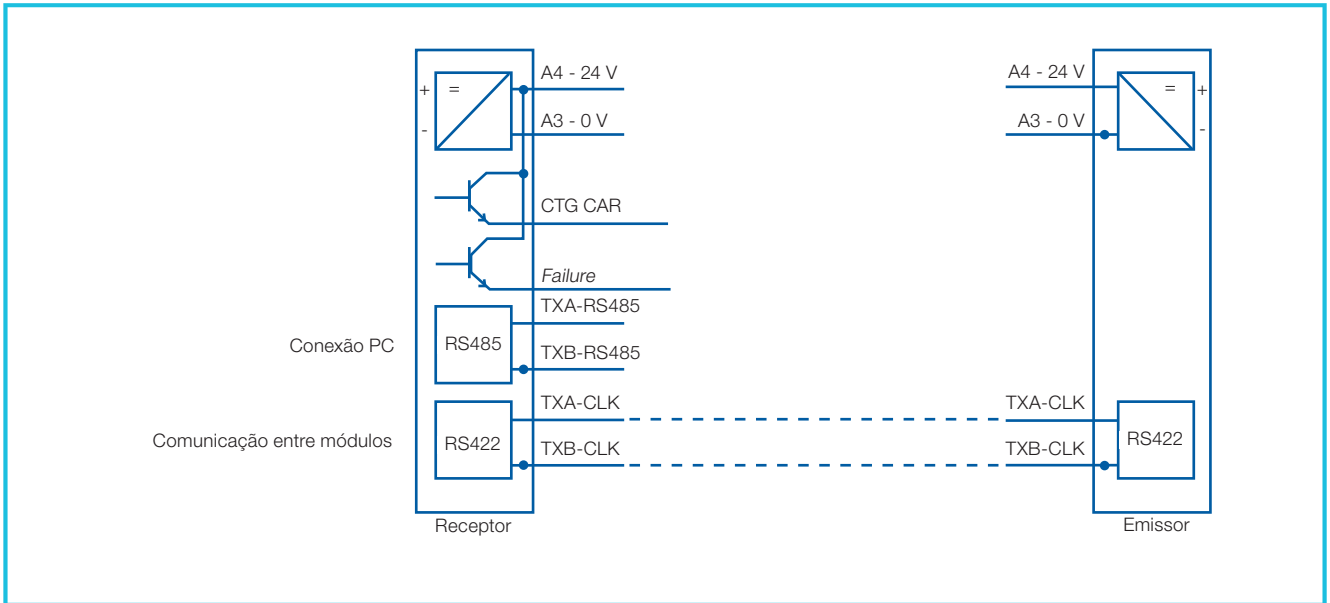 A4 - 24 V
+
=
A3 - 0 V
-
CTG CAR
Failure
TXA-RS485
Conexão PC
RS485
TXB-RS485
TXA-CLK
Comunicação entre módulos
RS422
TXB-CLK
Receptor
A4 - 24 V
=
+
A3 - 0 V
-
TXA-CLK
RS422
TXB-CLK
Emissor